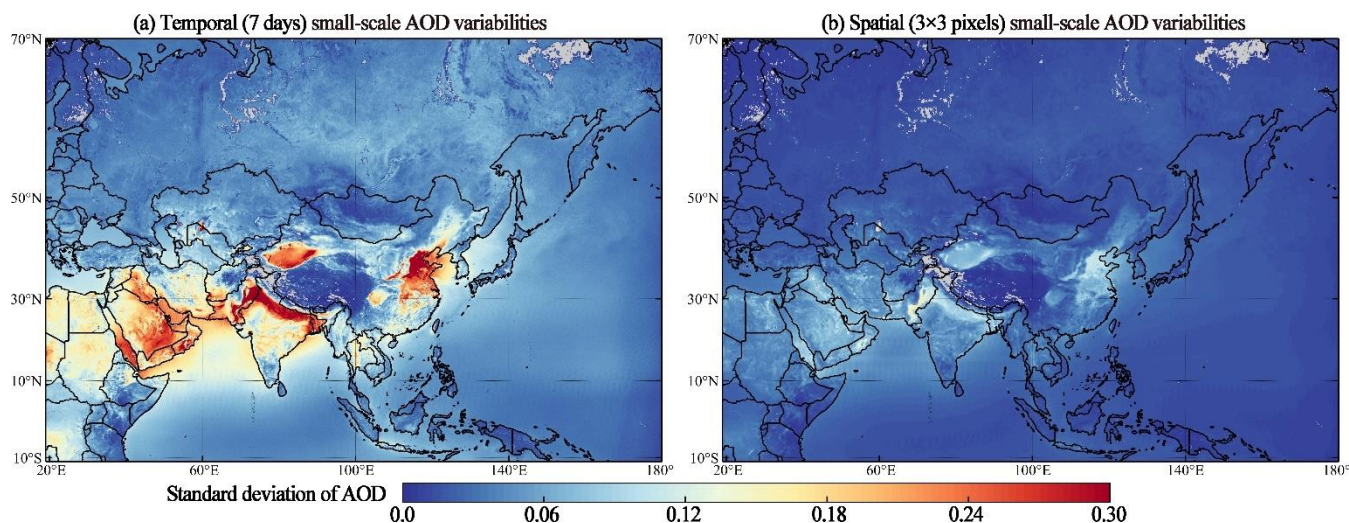 (a) Temporal (7 days) small-scale AOD variabilities
(b) Spatial (3×3 pixels) small-scale AOD variabilities
70°N
50°N
30°N
10°N
10°S
20°E
60°E
100°E
140°E
180°
70°N
50°N
30°N
10°N
10°S
20°E
60°E
100°E
140°E
180°
Standard deviation of AOD
0.0
0.06
0.12
0.18
0.24
0.30